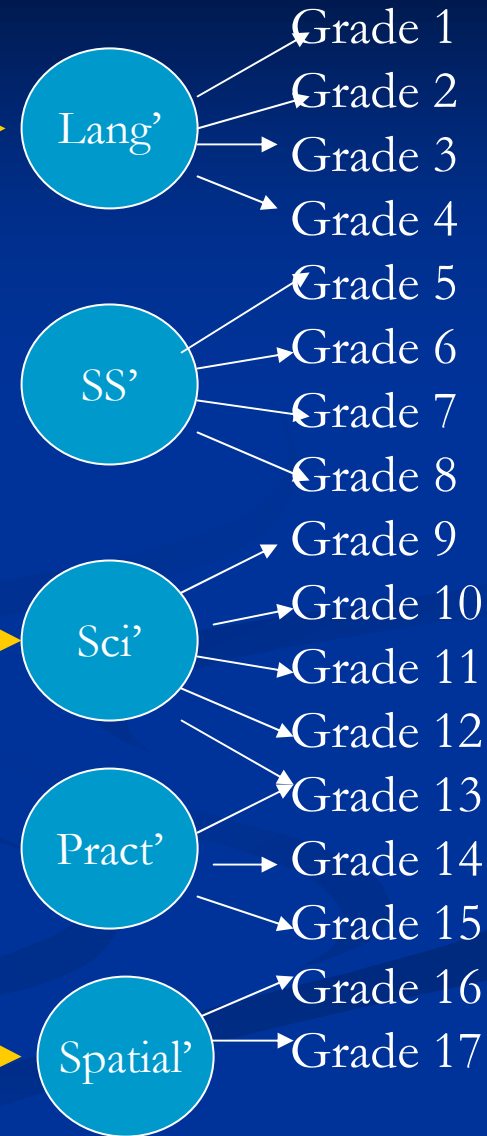 Grade 1
Grade 2
Lang’
Grade 3
Grade 4
Grade 5
Grade 6
SS’
Grade 7
Grade 8
Grade 9
Grade 10
Sci’
Grade 11
Grade 12
Grade 13
Pract’
Grade 14
Grade 15
Grade 16
Spatial’
Grade 17